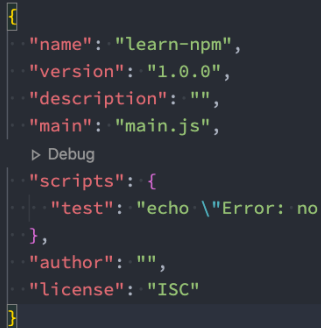 {
"name": "learn-npm",
"version": "1.0.0",
"description": "",
"main": "main.js",
Debug
"scripts": {
"test": "echo \"Error: no
},
"author": "",
"license": "ISC"
}